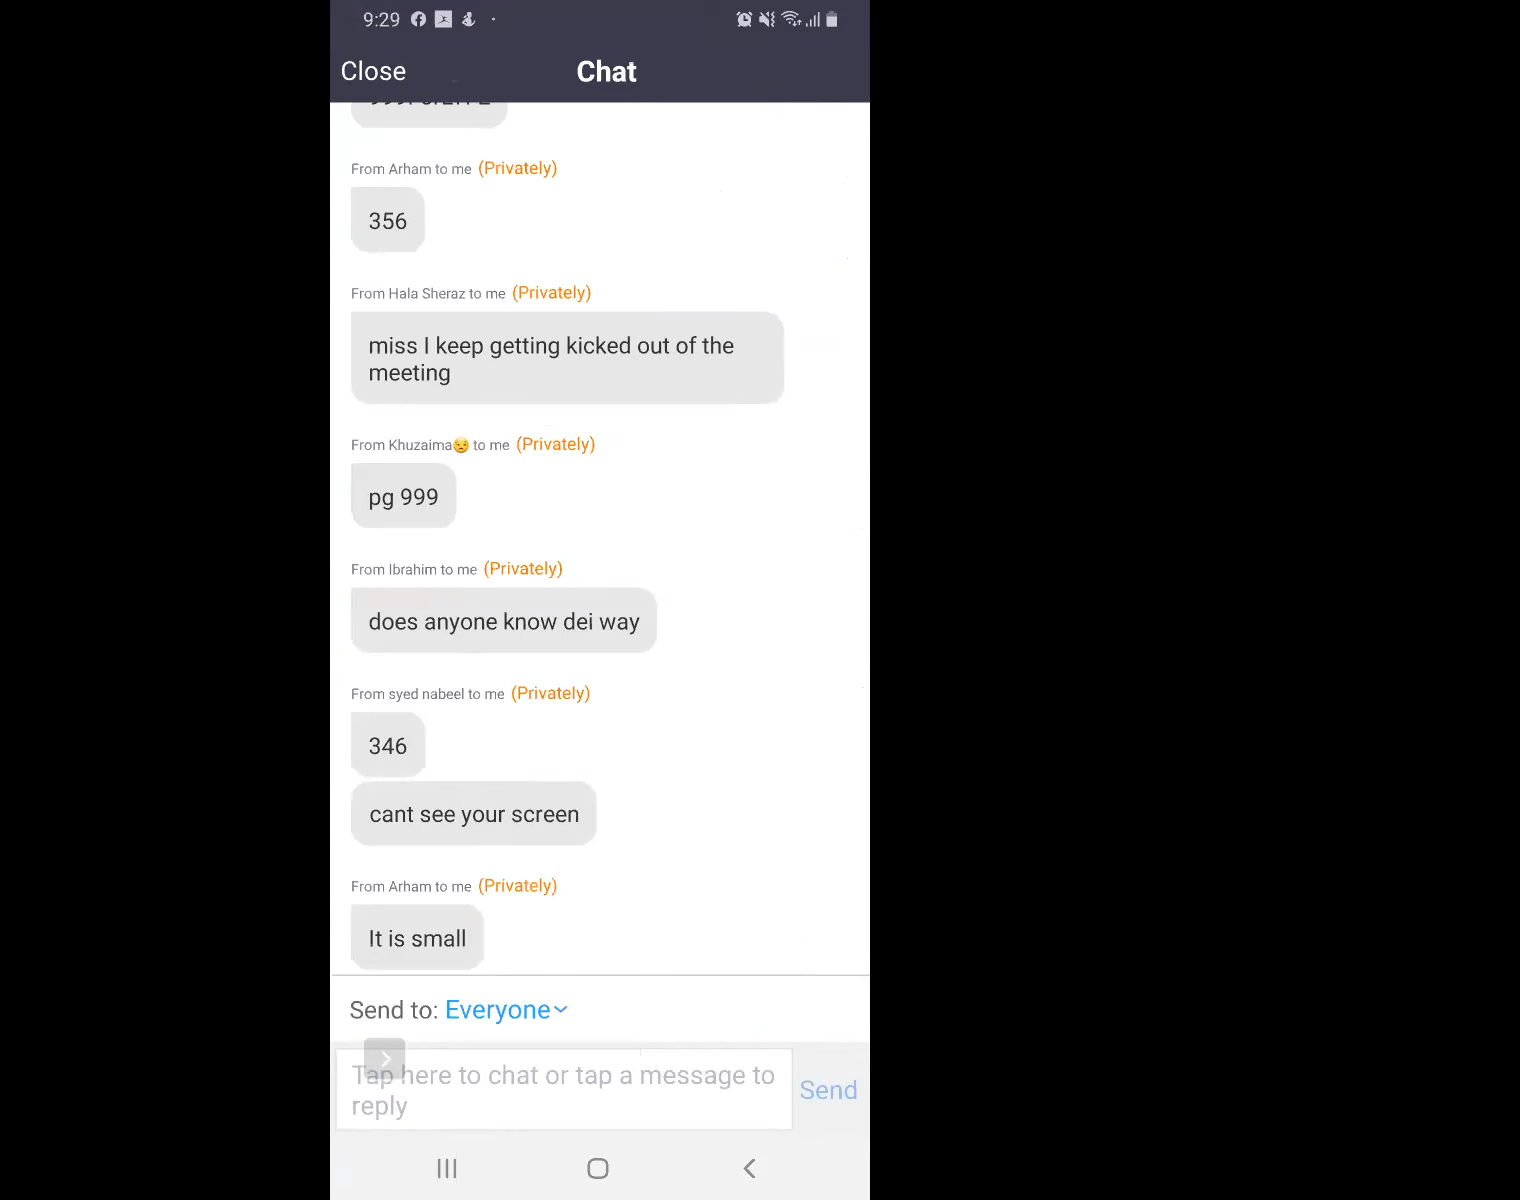 9:29
Close
Chat
From Arham to me (Privately)
356
From Hala Sheraz to me (Privately)
miss I keep getting kicked out of the
meeting
From Khuzaima😒 to me (Privately)
pg 999
From Ibrahim to me (Privately)
does anyone know dei way
From syed nabeel to me (Privately)
346
cant see your screen
From Arham to me (Privately)
It is small
Send to: Everyone
Tap here to chat or tap a message to
reply
Send